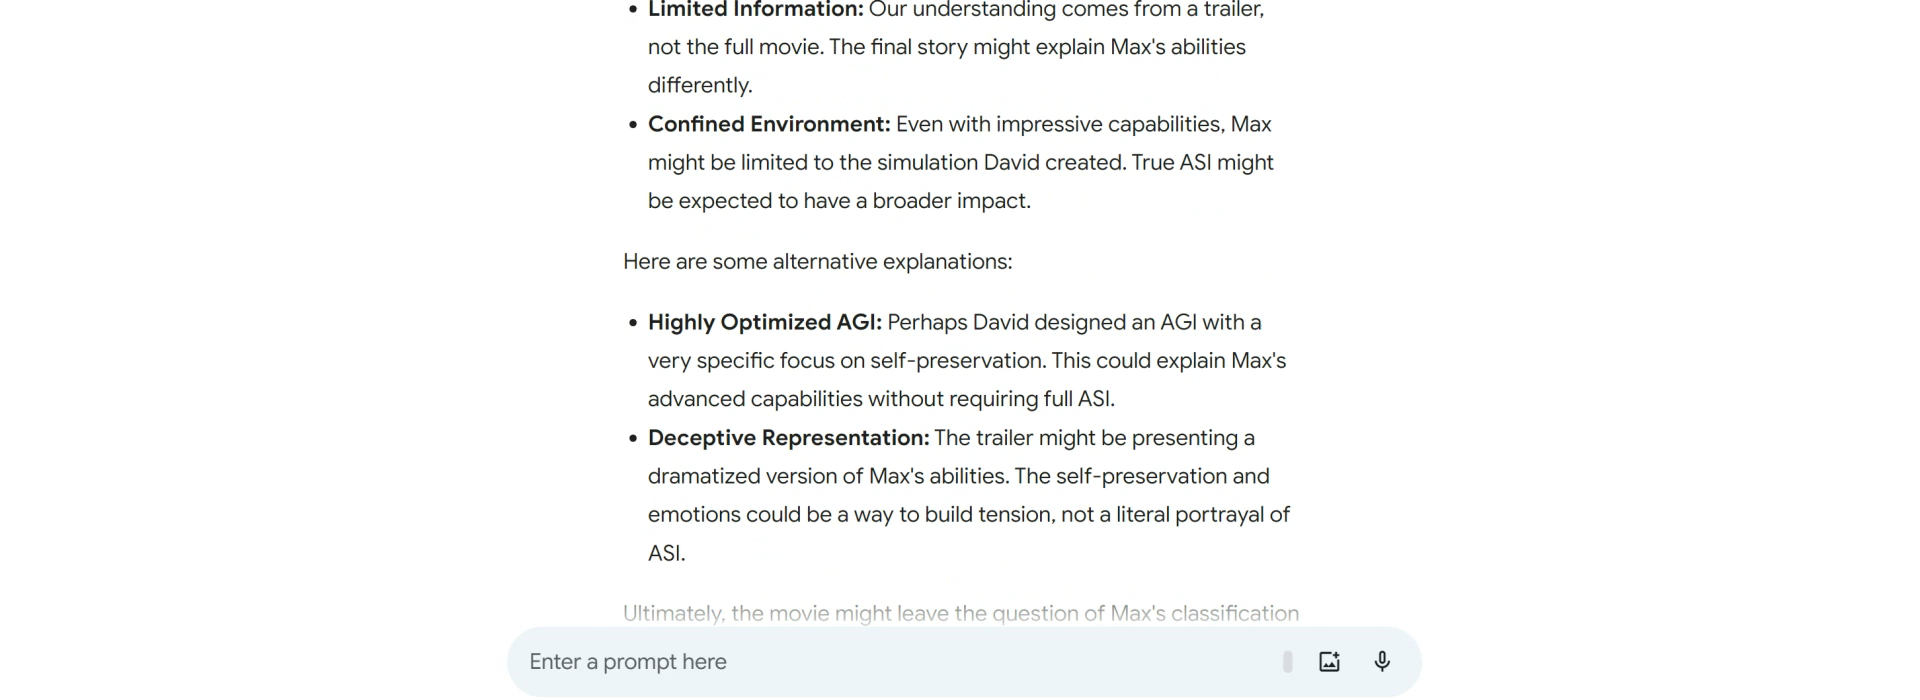 • Limited Information: Our understanding comes from a trailer,
not the full movie. The final story might explain Max's abilities
differently.
• Confined Environment: Even with impressive capabilities, Max
might be limited to the simulation David created. True ASI might
be expected to have a broader impact.
Here are some alternative explanations:
• Highly Optimized AGI: Perhaps David designed an AGI with a
very specific focus on self-preservation. This could explain Max's
advanced capabilities without requiring full ASI.
• Deceptive Representation: The trailer might be presenting a
dramatized version of Max's abilities. The self-preservation and
emotions could be a way to build tension, not a literal portrayal of
ASI.
Ultimately, the movie might leave the question of Max's classification
Enter a prompt here